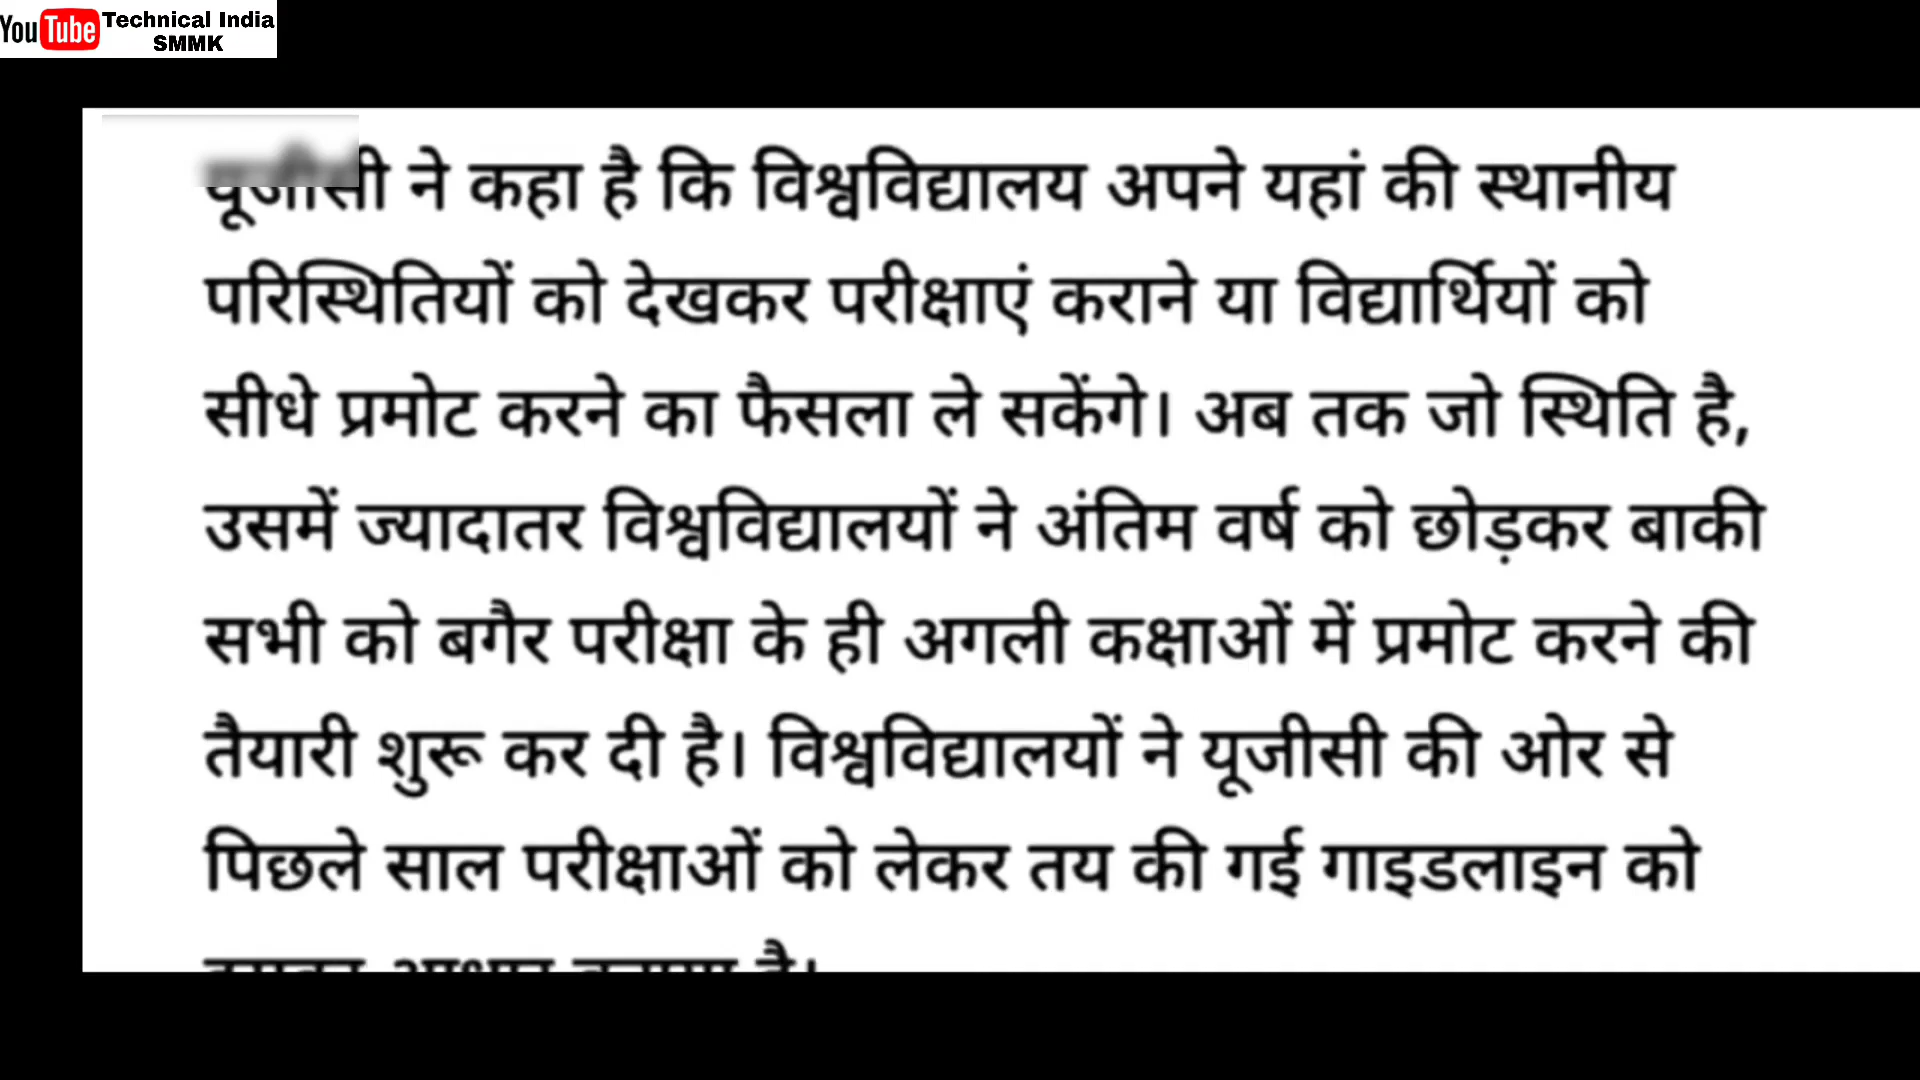 YouTube Technical India
SMMK
यूजीसी ने कहा है कि विश्वविद्यालय अपने यहां की स्थानीय
परिस्थितियों को देखकर परीक्षाएं कराने या विद्यार्थियों को
सीधे प्रमोट करने का फैसला ले सकेंगे। अब तक जो स्थिति है,
उसमें ज्यादातर विश्वविद्यालयों ने अंतिम वर्ष को छोड़कर बाकी
सभी को बगैर परीक्षा के ही अगली कक्षाओं में प्रमोट करने की
तैयारी शुरू कर दी है। विश्वविद्यालयों ने यूजीसी की ओर से
पिछले साल परीक्षाओं को लेकर तय की गई गाइडलाइन को